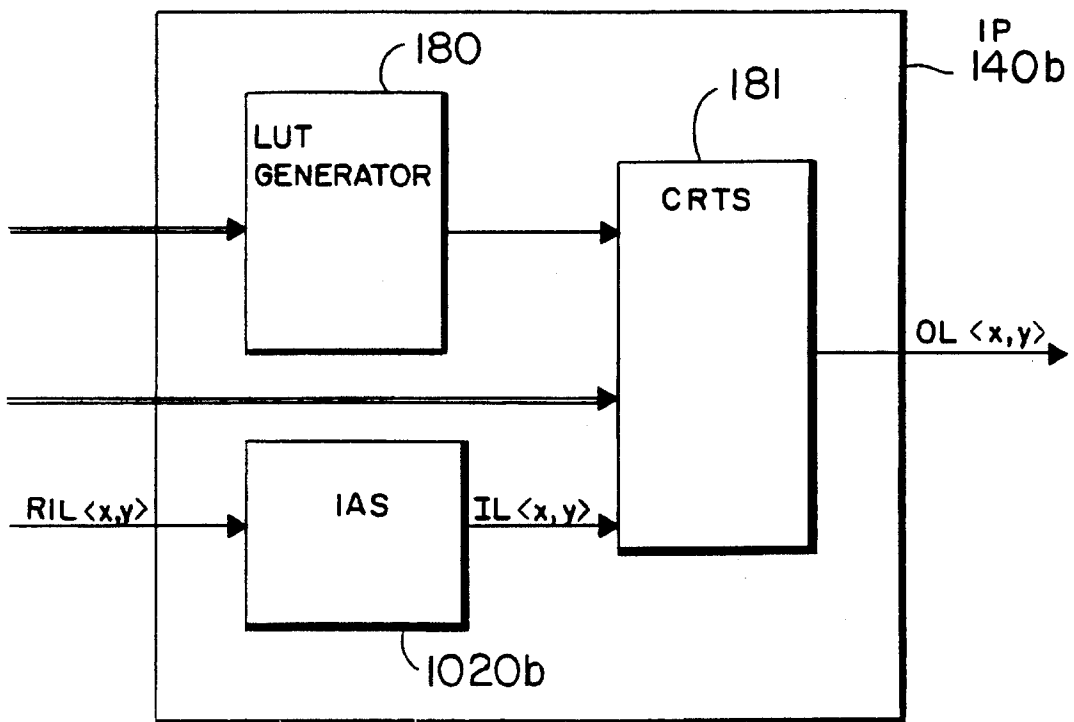 180
IP
140b
181
LUT
GENERATOR
CRTS
OL <x,y>
RIL <x,y>
IAS
IL <x,y>
1020b